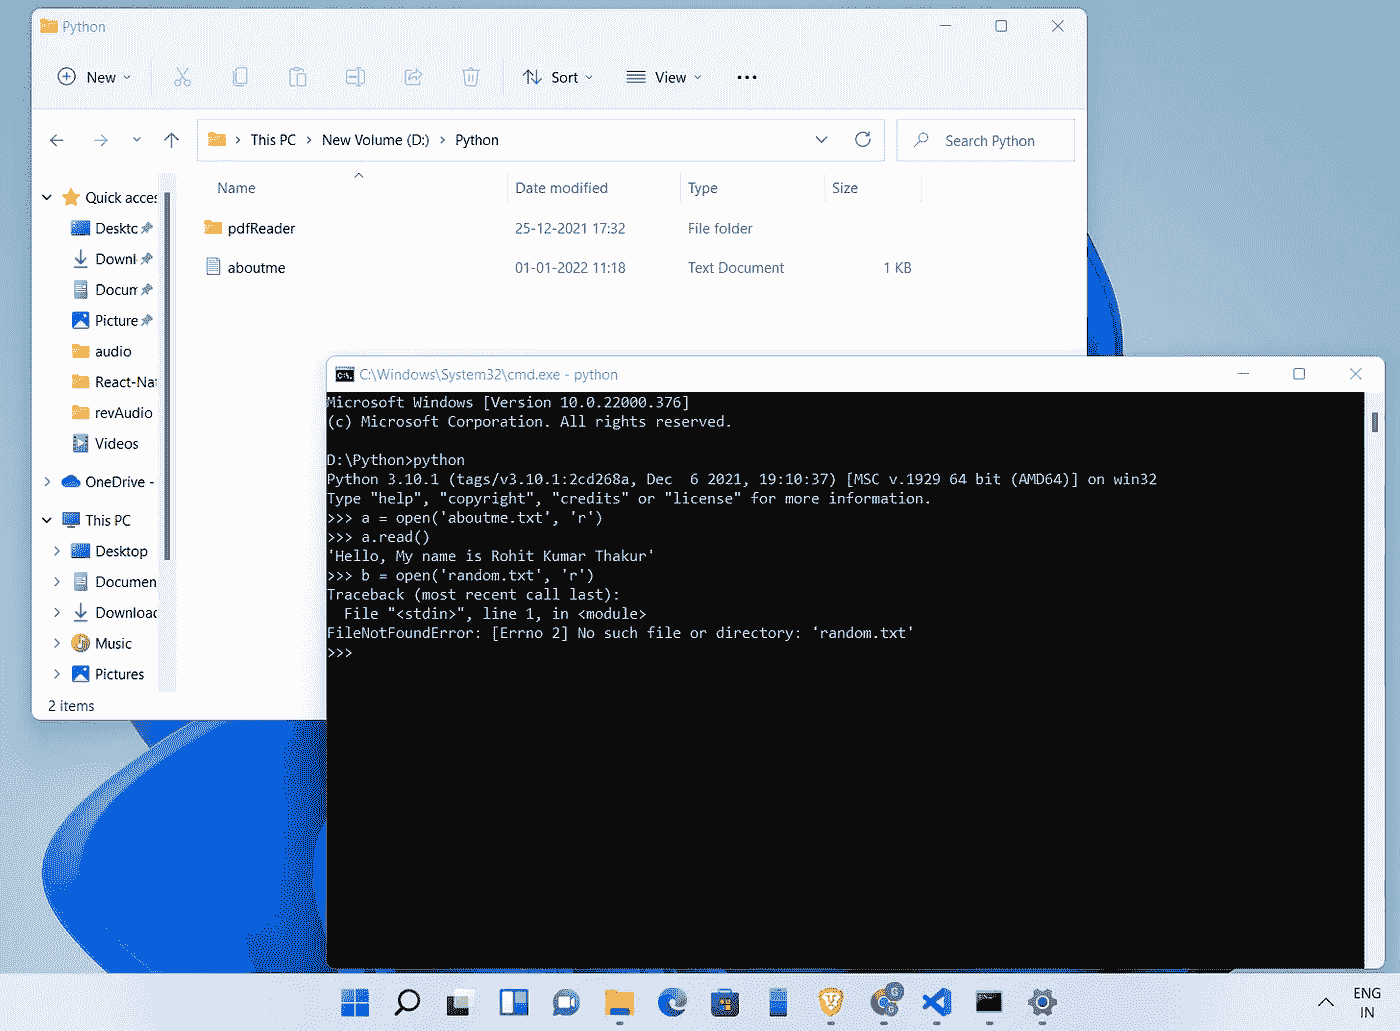 Python
New Sort View
This PC New Volume (D:) Python Search Python
Name Date modified Type Size
Quick acces
pdfReader 25-12-2021 17:32 File folder
Desktc
aboutme 01-01-2022 11:18 Text Document 1 KB
Downl
Docum
Picture
audio
React-Nat
revAudio
Videos
OneDrive -
This PC
Desktop
Documen
Downloac
Music
Pictures
2 items
C:\Windows\System32\cmd.exe - python
Microsoft Windows [Version 10.0.22000.376]
(c) Microsoft Corporation. All rights reserved.
D:\Python>python
Python 3.10.1 (tags/v3.10.1:2cd268a, Dec  6 2021, 19:10:37) [MSC v.1929 64 bit (AMD64)] on win32
Type "help", "copyright", "credits" or "license" for more information.
>>> a = open('aboutme.txt', 'r')
>>> a.read()
'Hello, My name is Rohit Kumar Thakur'
>>> b = open('random.txt', 'r')
Traceback (most recent call last):
  File "<stdin>", line 1, in <module>
FileNotFoundError: [Errno 2] No such file or directory: 'random.txt'
>>>
ENG
IN